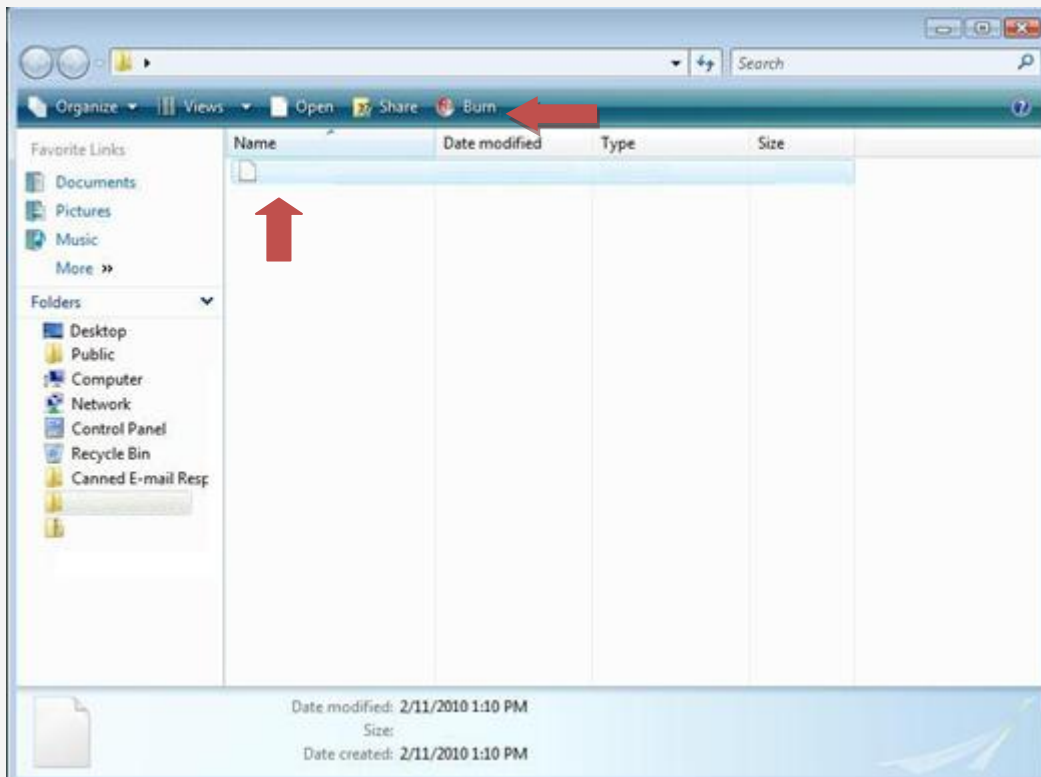 Search
Organize Views Open Share Burn
Favorite Links
Documents
Pictures
Music
More »
Folders
Desktop
Public
Computer
Network
Control Panel
Recycle Bin
Canned E-mail Resp
Name Date modified Type Size
Date modified: 2/11/2010 1:10 PM
Size:
Date created: 2/11/2010 1:10 PM